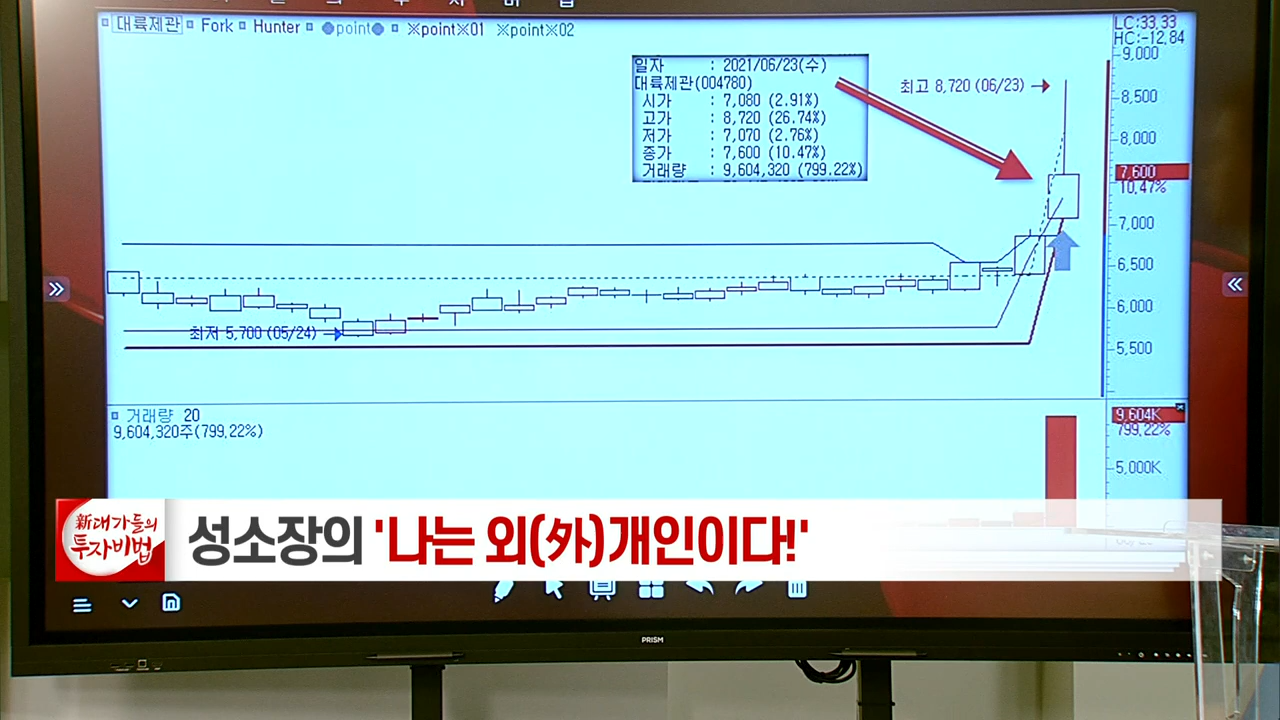 대륙제관 Fork Hunter ●point● ※point※01 ※point※02
LC:33,33
HC:-12,84
일자 : 2021/06/23(수)
대륙제관(004780)
시가 : 7,080 (2.91%)
고가 : 8,720 (26.74%)
저가 : 7,070 (2.76%)
종가 : 7,600 (10.47%)
거래량 : 9,604,320 (799.22%)
최고 8,720 (06/23) →
9,000
8,500
8,000
7,600
10.47%
7,000
6,500
6,000
5,500
최저 5,700 (05/24)
거래량 20
9,604,320주(799.22%)
9,604K
799.22%
5,000K
新대가들의
투자비법
성소장의 '나는 외(外)개인이다!'
PRISM